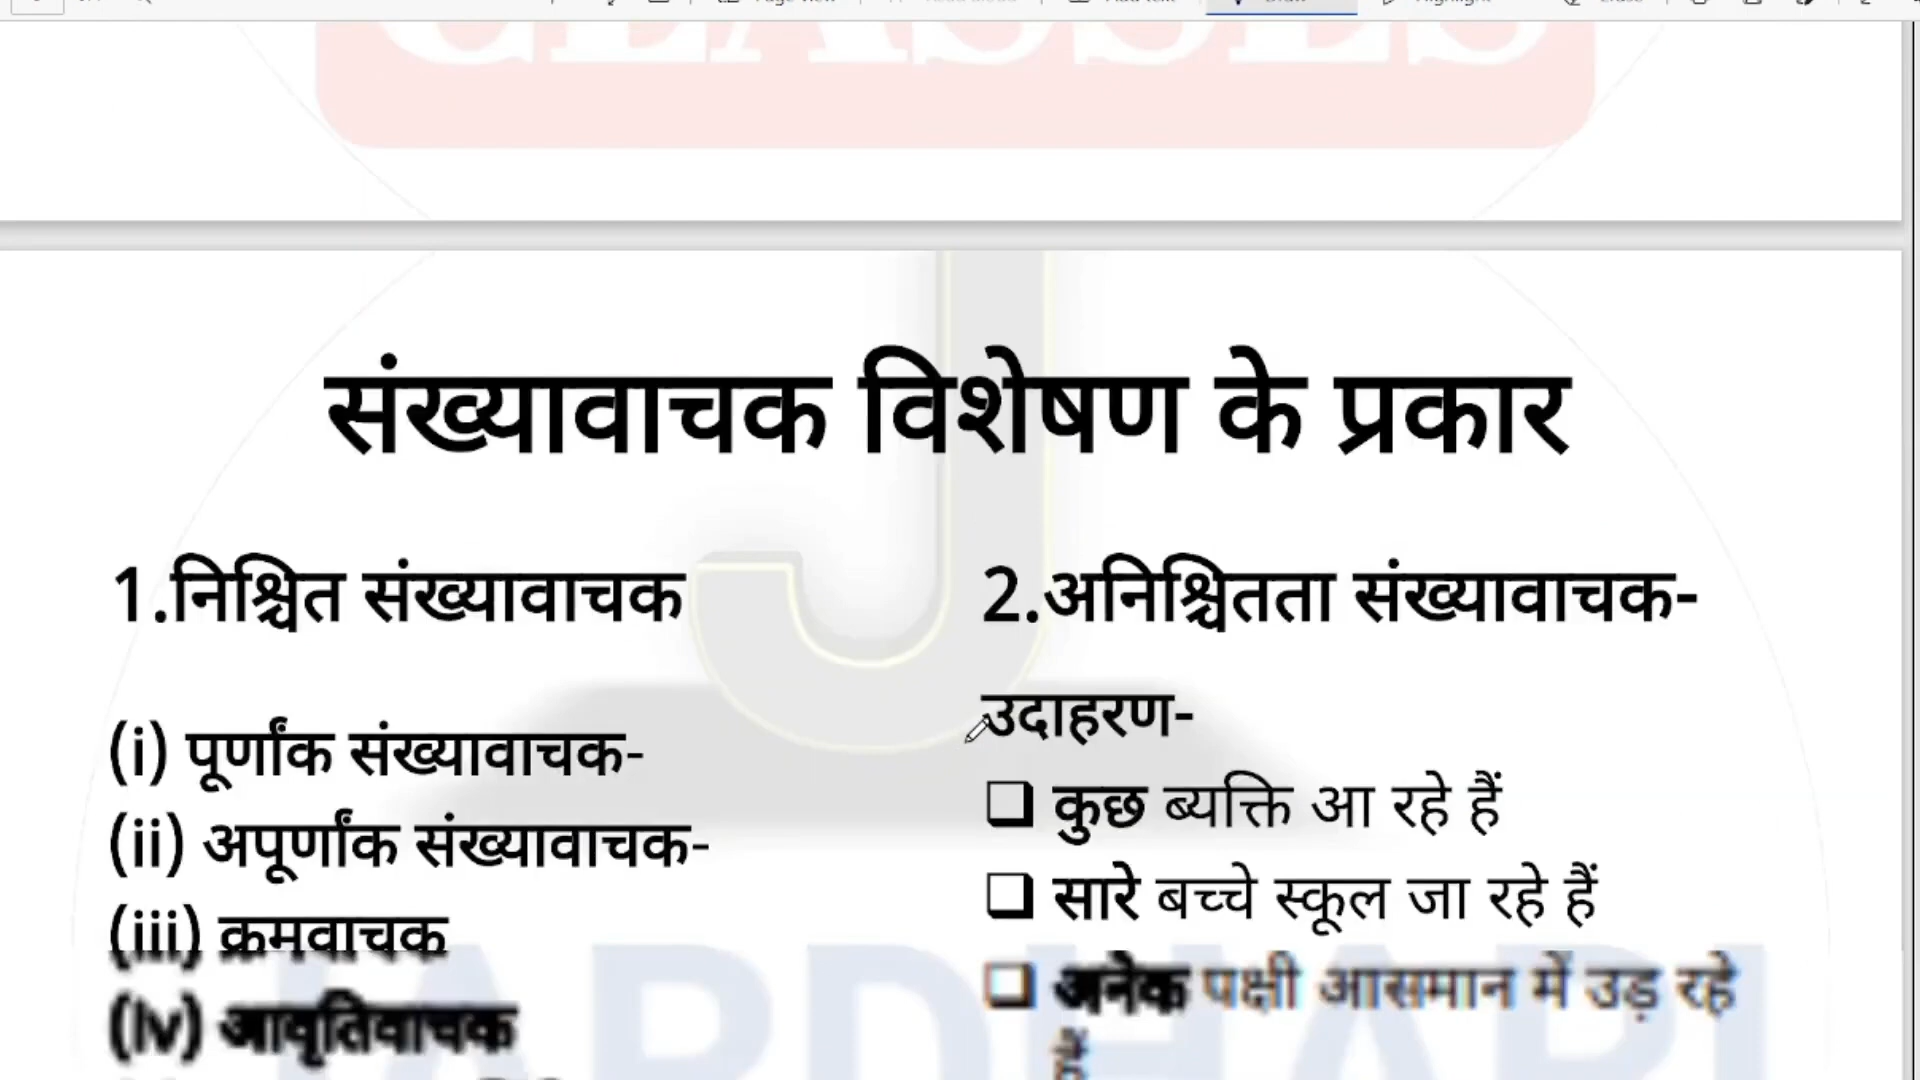 CLASSES
संख्यावाचक विशेषण के प्रकार
1.निश्चित संख्यावाचक
(i) पूर्णांक संख्यावाचक-
(ii) अपूर्णांक संख्यावाचक-
(iii) क्रमवाचक
(iv) आवृतिवाचक
2.अनिश्चितता संख्यावाचक-
उदाहरण-
❑ कुछ ब्यक्ति आ रहे हैं
❑ सारे बच्चे स्कूल जा रहे हैं
❑ अनेक पक्षी आसमान में उड़ रहे
हैं